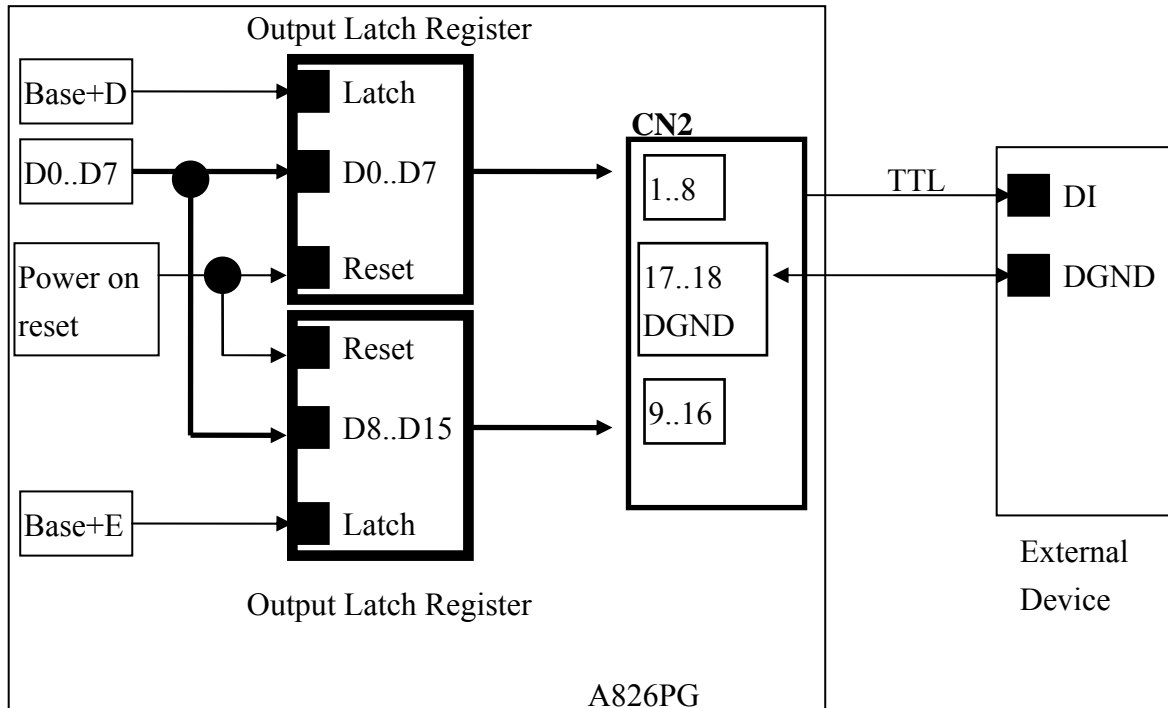 Output Latch Register
Base+D
Latch
CN2
D0..D7
D0..D7
1..8
TTL
DI
Power on
reset
Reset
17..18
DGND
DGND
Reset
D8..D15
9..16
Base+E
Latch
External
Device
Output Latch Register
A826PG